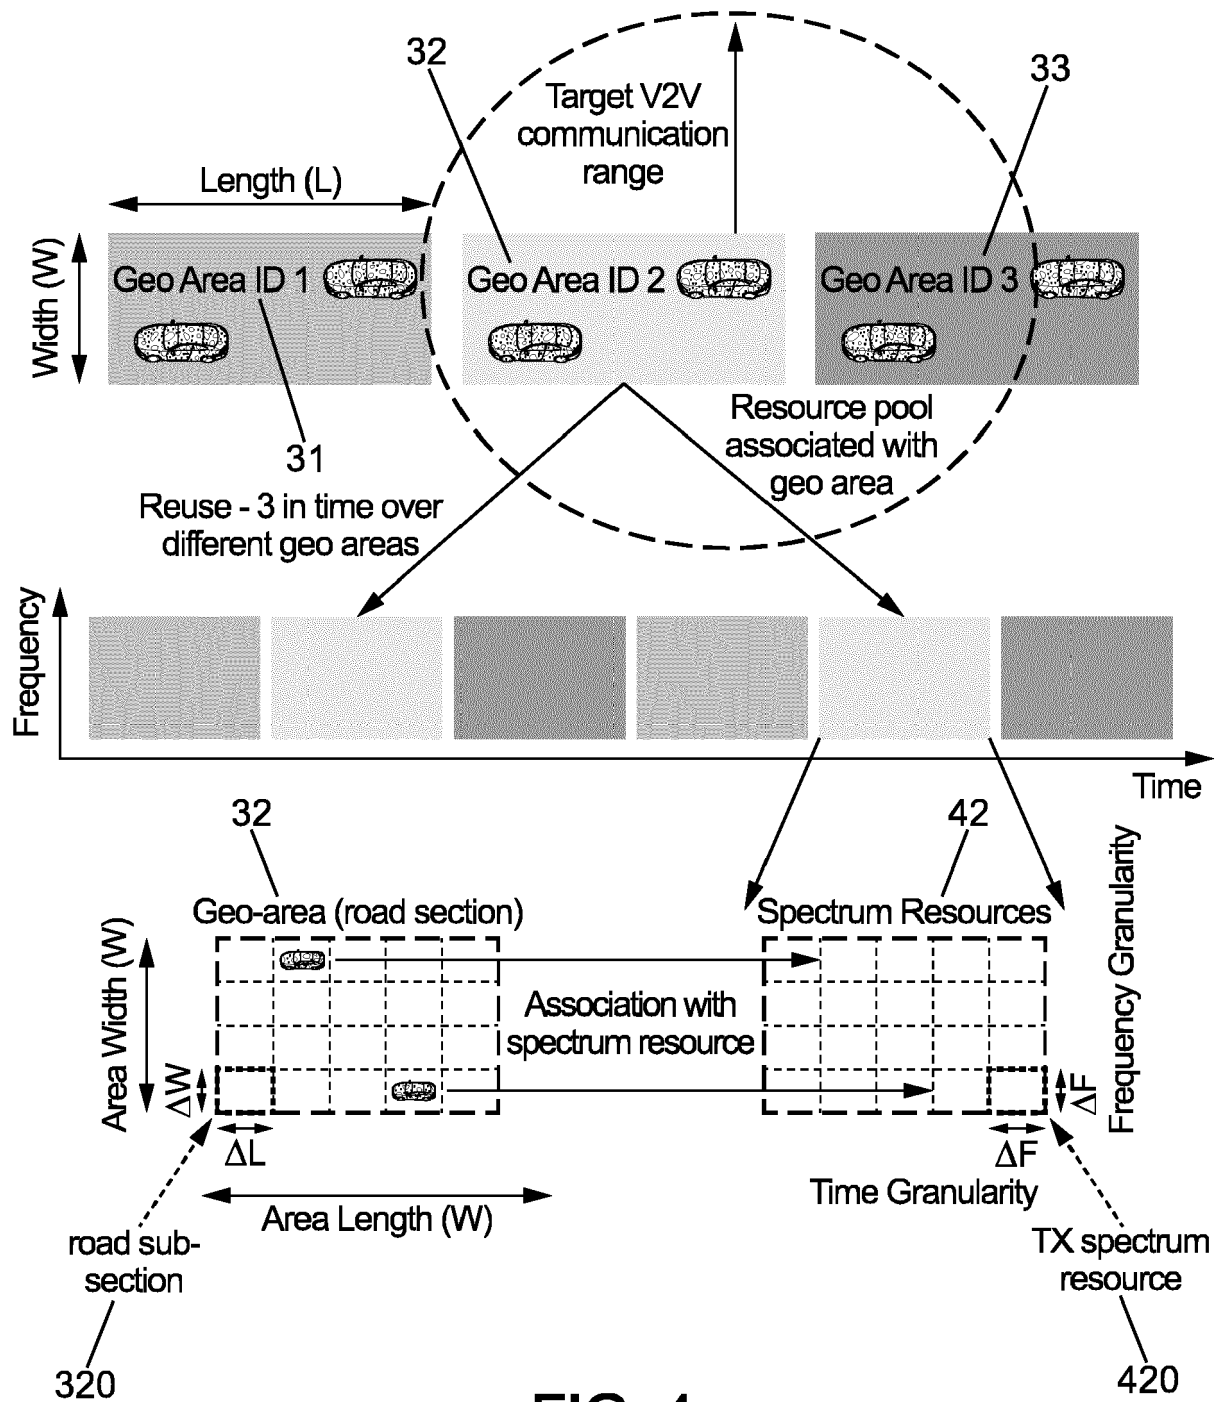 32
33
Target V2V
communication
range
Length (L)
Width (W)
Geo Area ID 1
Geo Area ID 2
Geo Area ID 3
31
Resource pool
associated with
geo area
Reuse - 3 in time over
different geo areas
Frequency
Time
32
42
Geo-area (road section)
Spectrum Resources
Area Width (W)
Frequency Granularity
Association with
spectrum resource
ΔW
ΔF
ΔL
ΔF
Time Granularity
Area Length (W)
road sub-
section
TX spectrum
resource
320
420